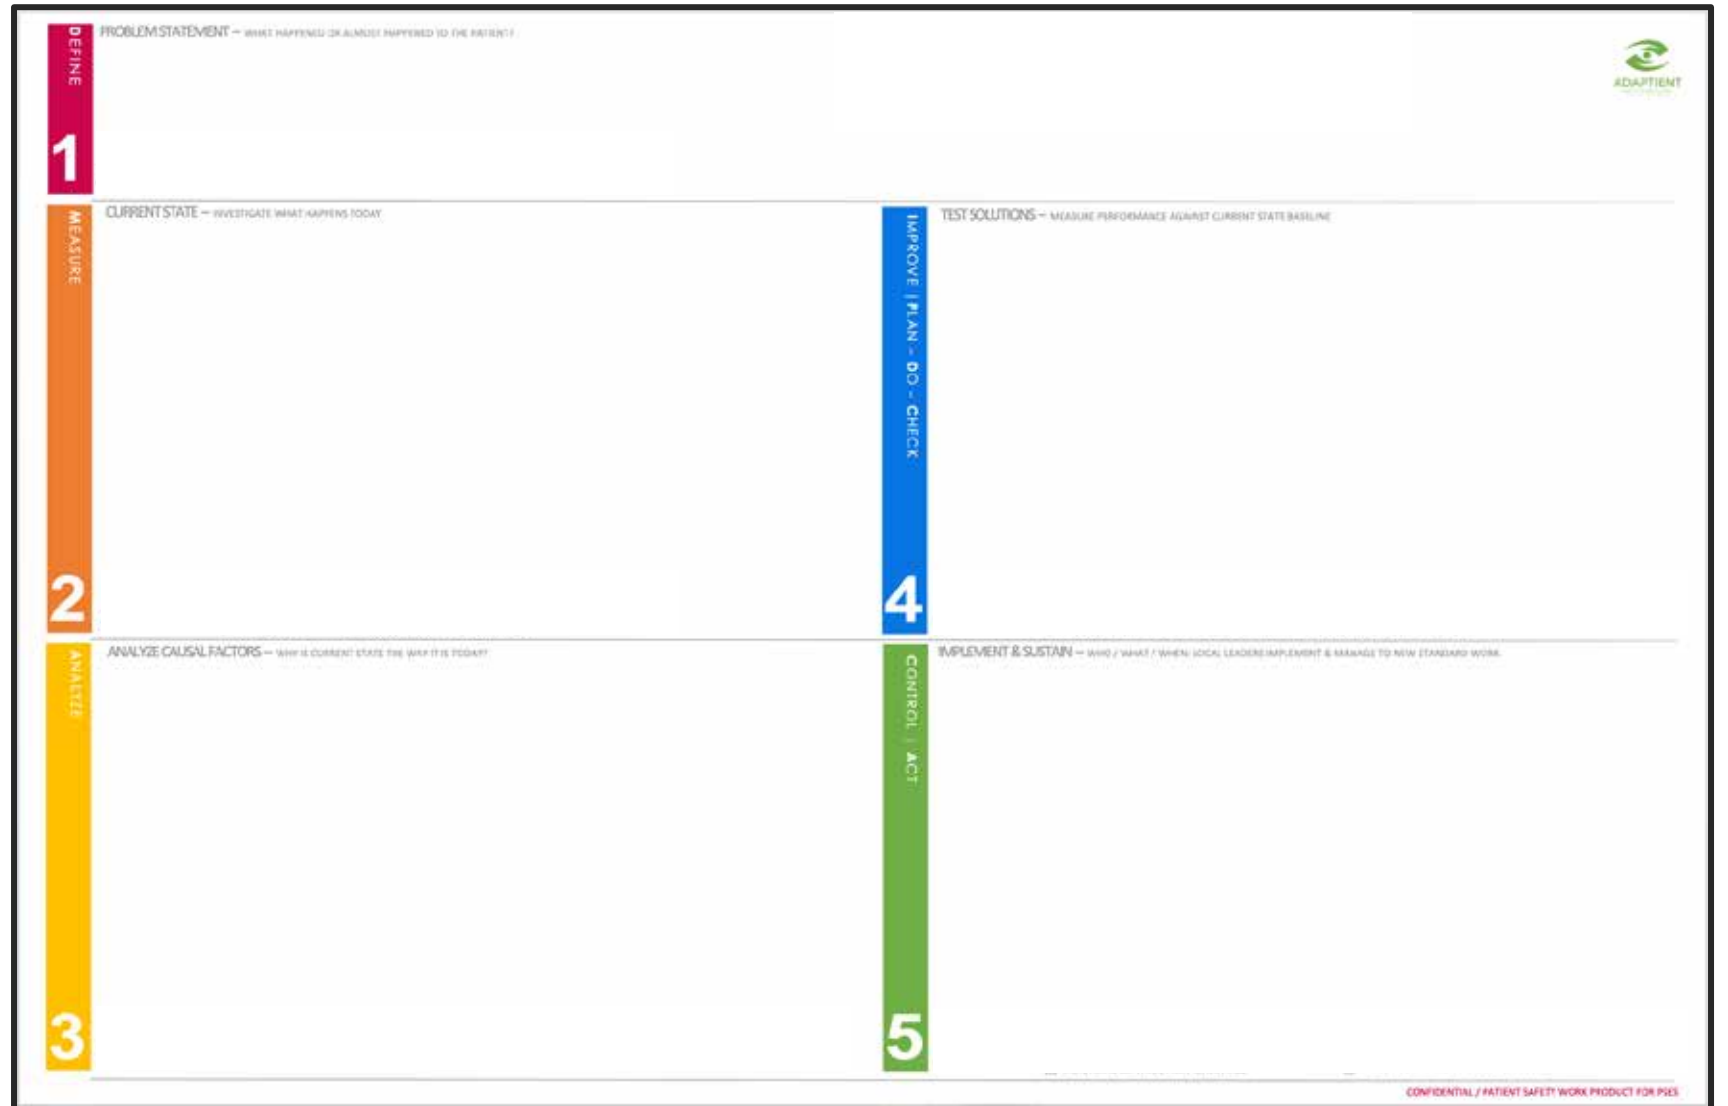 DEFINE
1
PROBLEM STATEMENT – WHAT HAPPENED OR ALMOST HAPPENED TO THE PATIENT?
ADAPTIENT
MEASURE
2
CURRENT STATE – INVESTIGATE WHAT HAPPENS TODAY
ANALYZE
3
ANALYZE CAUSAL FACTORS – WHY IS CURRENT STATE THE WAY IT IS TODAY?
IMPROVE | PLAN – DO – CHECK
4
TEST SOLUTIONS – MEASURE PERFORMANCE AGAINST CURRENT STATE BASELINE
CONTROL | ACT
5
IMPLEMENT & SUSTAIN – WHO / WHAT / WHEN: LOCAL LEADERS IMPLEMENT & MANAGE TO NEW STANDARD WORK
CONFIDENTIAL / PATIENT SAFETY WORK PRODUCT FOR PSES